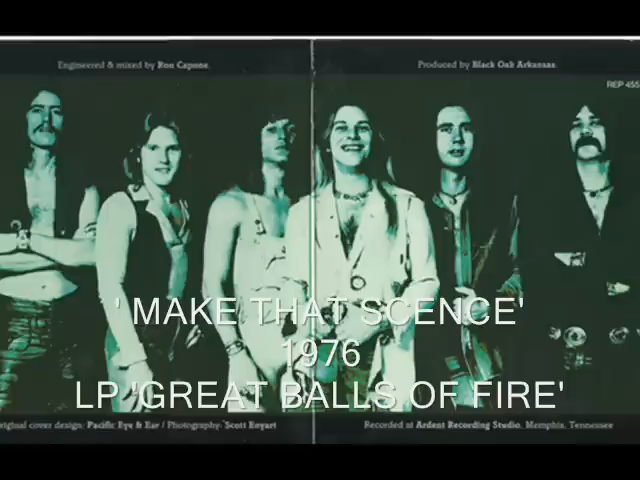 Engineered & mixed by Ron Capone.
Produced by Black Oak Arkansas.
REP 455
' MAKE THAT SCENCE'
1976
LP 'GREAT BALLS OF FIRE'
original cover design: Pacific Eye & Ear / Photography: Scott Enyart
Recorded at Ardent Recording Studio, Memphis, Tennessee